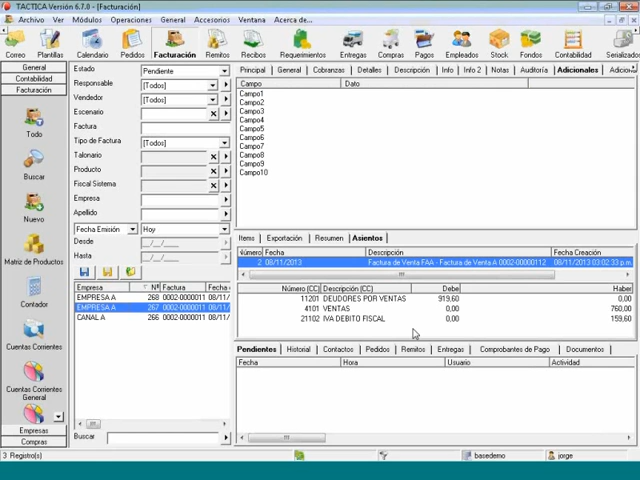 TACTICA Versión 6.7.0 - [Facturación]
Archivo Ver Módulos Operaciones General Accesorios Ventana Acerca de...
Correo Plantillas Calendario Pedidos Facturación Remitos Recibos Requerimientos Entregas Compras Pagos Empleados Stock Fondos Contabilidad Serializados
General
Contabilidad
Facturación
Todo
Buscar
Nuevo
Matriz de Productos
Contador
Cuentas Corrientes
Cuentas Corrientes General
Empresas
Compras
Estado Pendiente
Responsable [Todos]
Vendedor [Todos]
Escenario
Factura
Tipo de Factura [Todos]
Talonario
Producto
Fiscal Sistema
Empresa
Apellido
Fecha Emisión Hoy
Desde __/__/____
Hasta __/__/____
Empresa Nº Factura Fecha
EMPRESA A 268 0002-0000011 08/11/
EMPRESA A 267 0002-0000011 08/11/
CANAL A 266 0002-0000011 08/11/
Buscar
Principal General Cobranzas Detalles Descripción Info Info 2 Notas Auditoría Adicionales Adicion
Campo Dato
Campo1
Campo2
Campo3
Campo4
Campo5
Campo6
Campo7
Campo8
Campo9
Campo10
Items Exportación Resumen Asientos
Número Fecha Descripción Fecha Creación
2 08/11/2013 Factura de Venta FAA - Factura de Venta A 0002-00000112 08/11/2013 03:02:33 p.m.
Número (CC) Descripción (CC) Debe Haber
11201 DEUDORES POR VENTAS 919,60 0,00
4101 VENTAS 0,00 760,00
21102 IVA DEBITO FISCAL 0,00 159,60
Pendientes Historial Contactos Pedidos Remitos Entregas Comprobantes de Pago Documentos
Fecha Hora Usuario Actividad
3 Registro(s) basedemo jorge